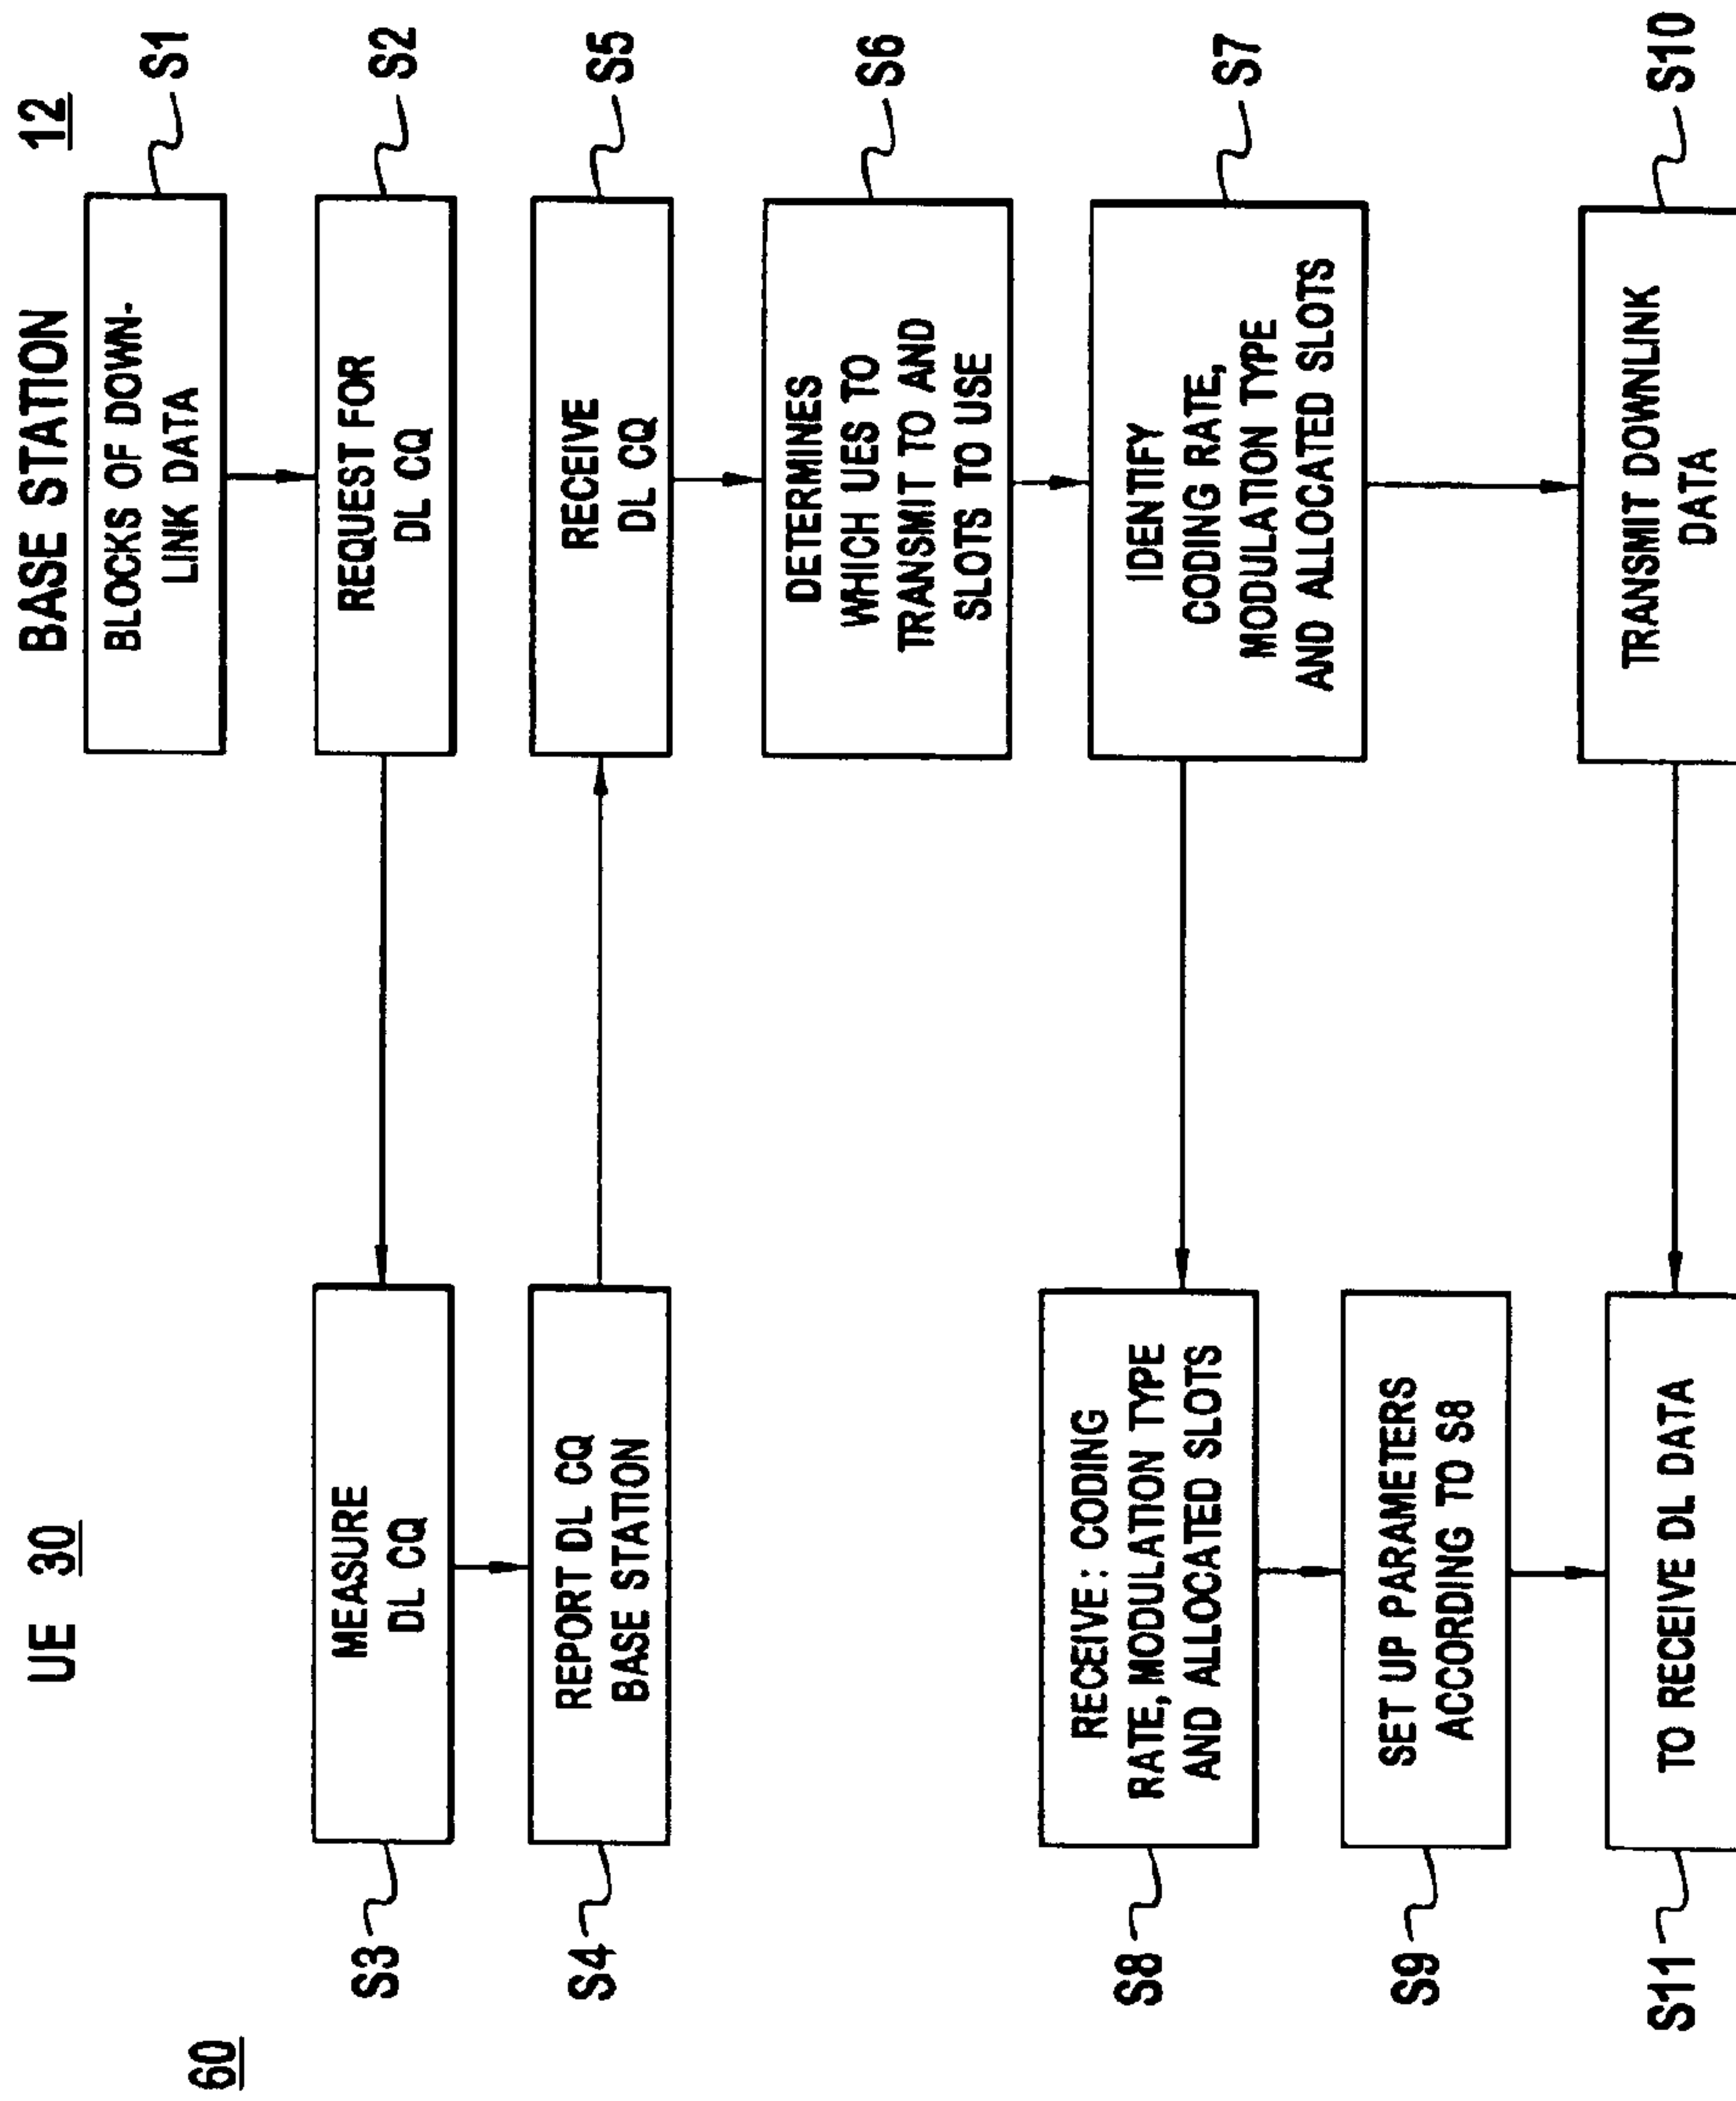 UE 30
BASE STATION 12
60
BLOCKS OF DOWN-
LINK DATA
S1
REQUEST FOR
DL CQ
S2
S3
MEASURE
DL CQ
S4
REPORT DL CQ
BASE STATION
RECEIVE
DL CQ
S5
DETERMINES
WHICH UES TO
TRANSMIT TO AND
SLOTS TO USE
S6
IDENTIFY
CODING RATE,
MODULATION TYPE
AND ALLOCATED SLOTS
S7
S8
RECEIVE: CODING
RATE, MODULATION TYPE
AND ALLOCATED SLOTS
S9
SET UP PARAMETERS
ACCORDING TO S8
TRANSMIT DOWNLINK
DATA
S10
S11
TO RECEIVE DL DATA